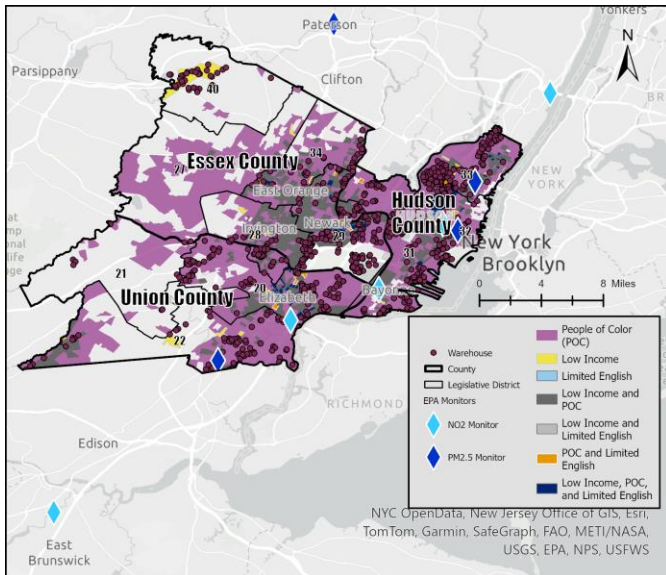 Paterson
Yonkers
Parsippany
Clifton
N
40
BR
34
Essex County
27
33
NEW
YORK
East Orange
Hudson
County
Newark
Irvington
28
29
32
New York
Brooklyn
21
31
Union County
20
Elizabeth
Bayonne
0 4 8 Miles
22
RICHMOND
Edison
East
Brunswick
Warehouse
County
Legislative District
EPA Monitors
NO2 Monitor
PM2.5 Monitor
People of Color
(POC)
Low Income
Limited English
Low Income and
POC
Low Income and
Limited English
POC and Limited
English
Low Income, POC,
and Limited English
NYC OpenData, New Jersey Office of GIS, Esri,
TomTom, Garmin, SafeGraph, FAO, METI/NASA,
USGS, EPA, NPS, USFWS